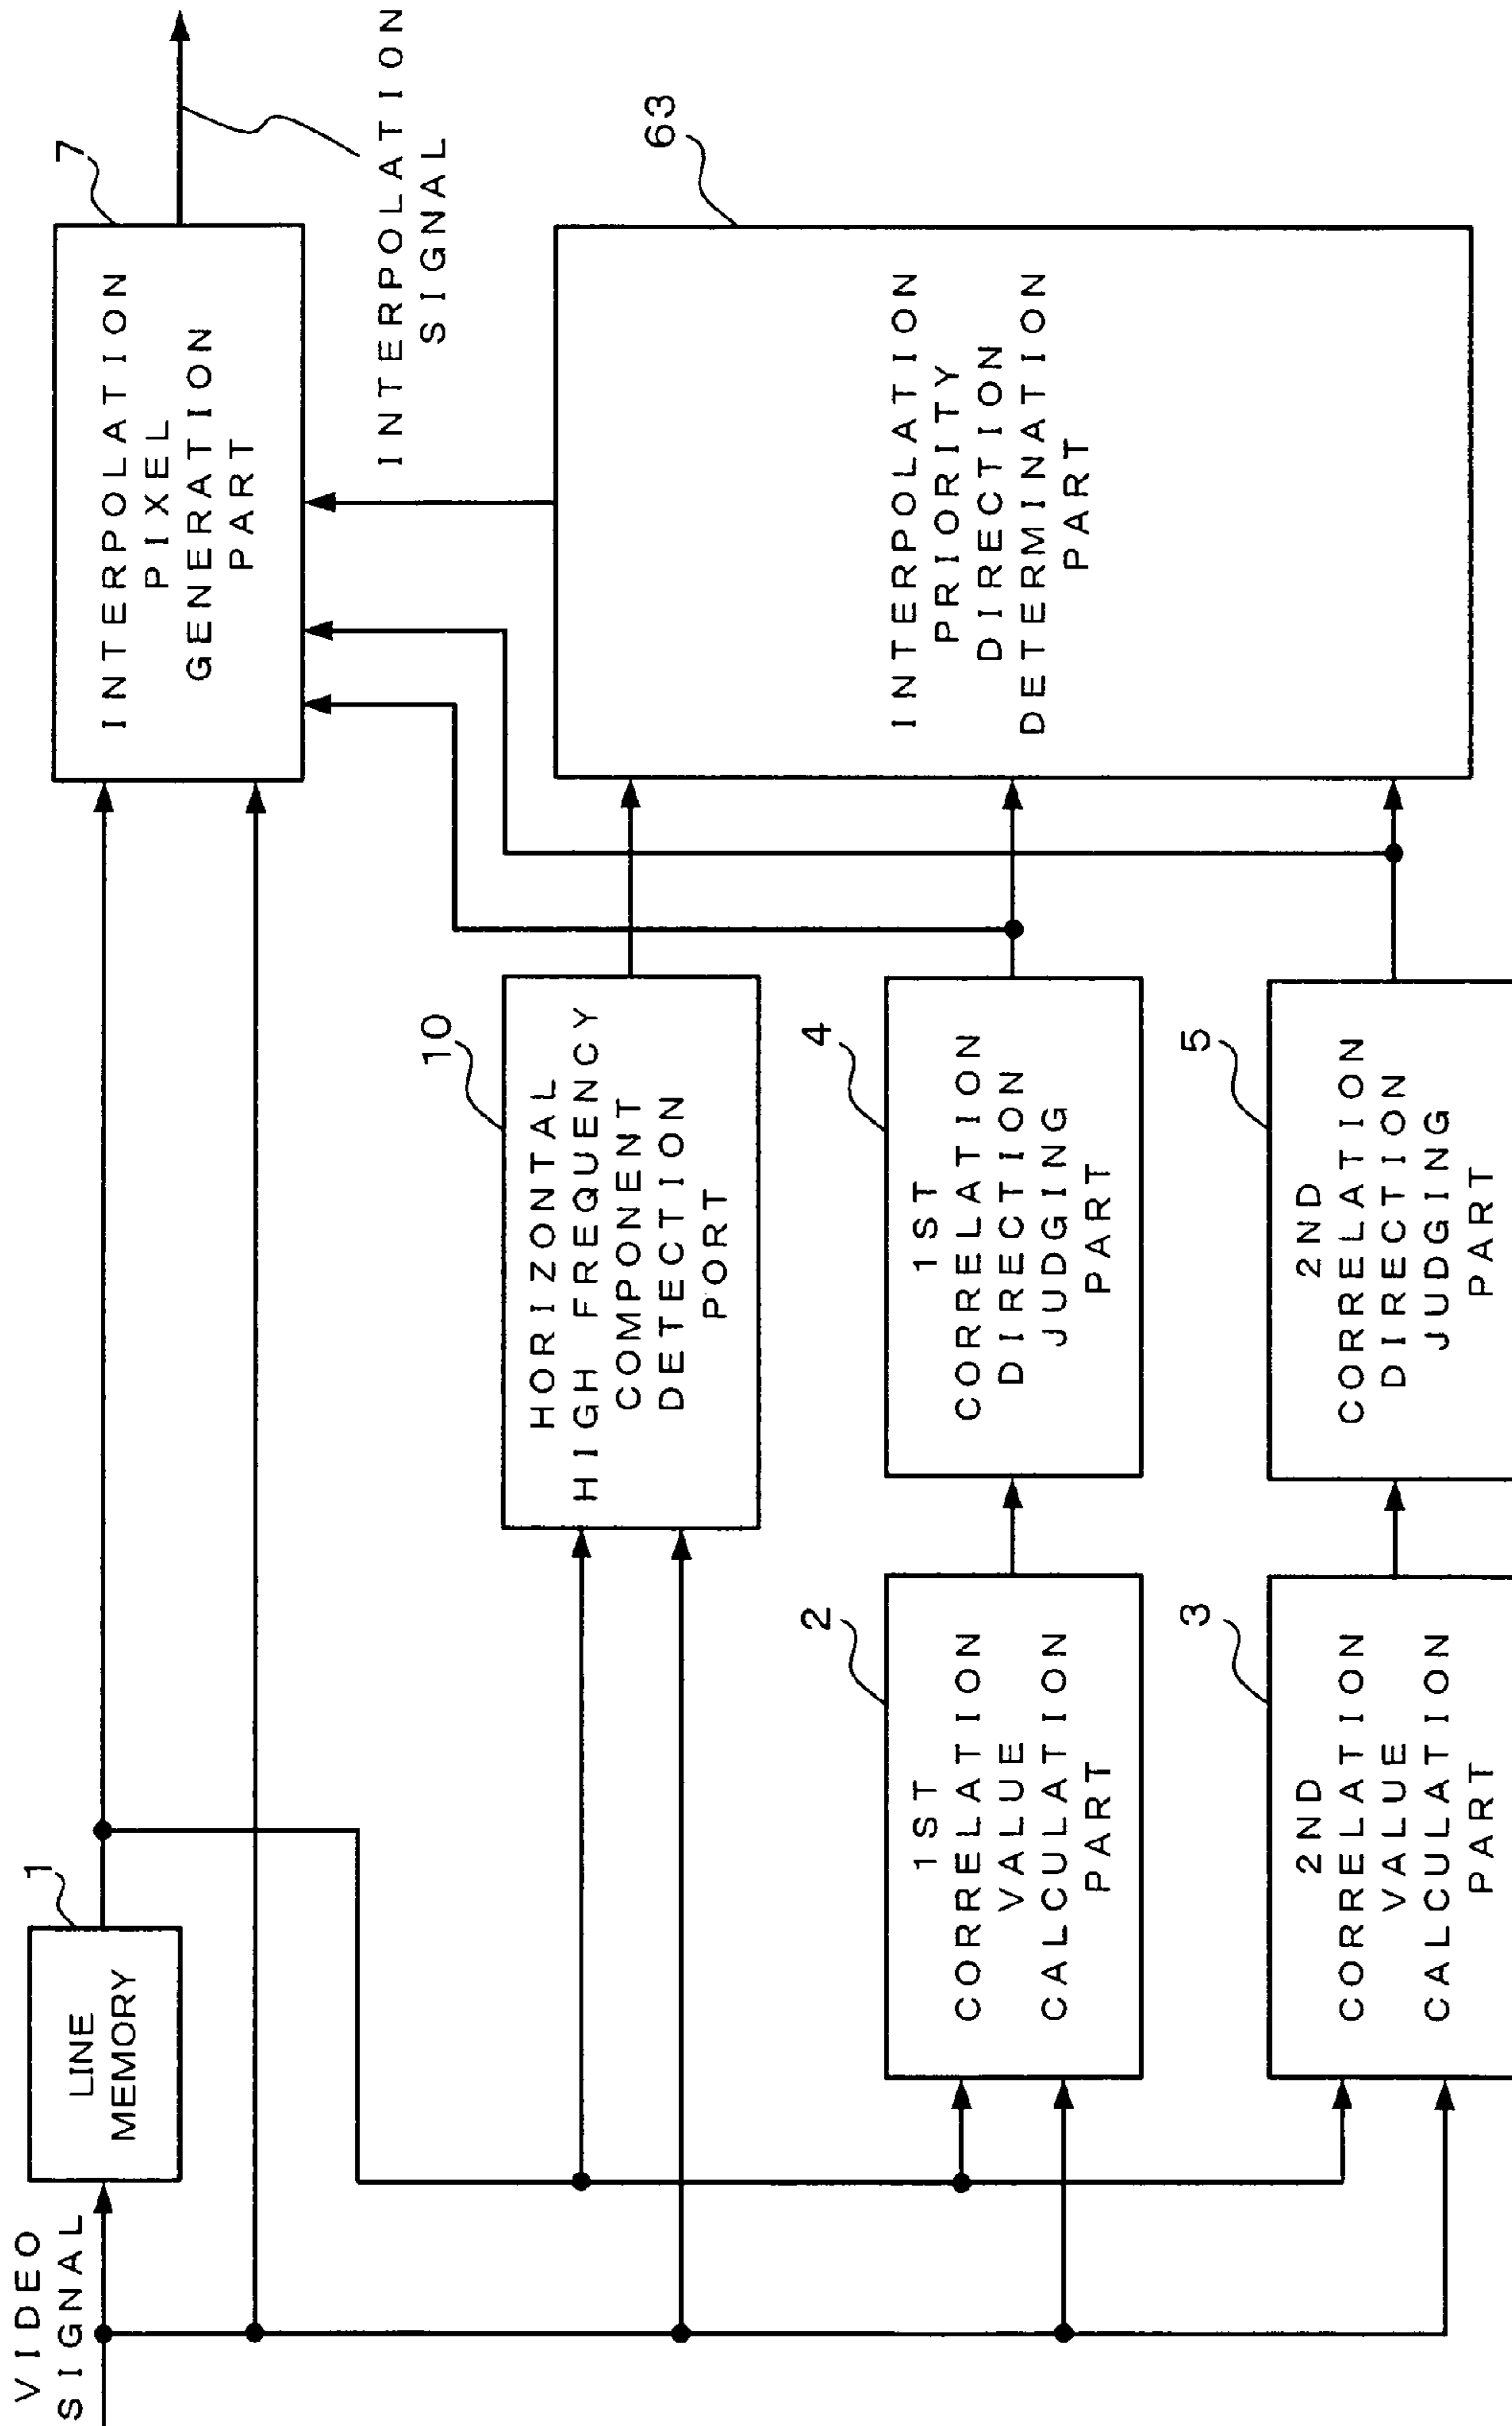 VIDEO
SIGNAL
1
LINE
MEMORY
7
INTERPOLATION
PIXEL
GENERATION
PART
INTERPOLATION
SIGNAL
10
HORIZONTAL
HIGH FREQUENCY
COMPONENT
DETECTION
PORT
63
INTERPOLATION
PRIORITY
DIRECTION
DETERMINATION
PART
2
1ST
CORRELATION
VALUE
CALCULATION
PART
4
1ST
CORRELATION
DIRECTION
JUDGING
PART
3
2ND
CORRELATION
VALUE
CALCULATION
PART
5
2ND
CORRELATION
DIRECTION
JUDGING
PART